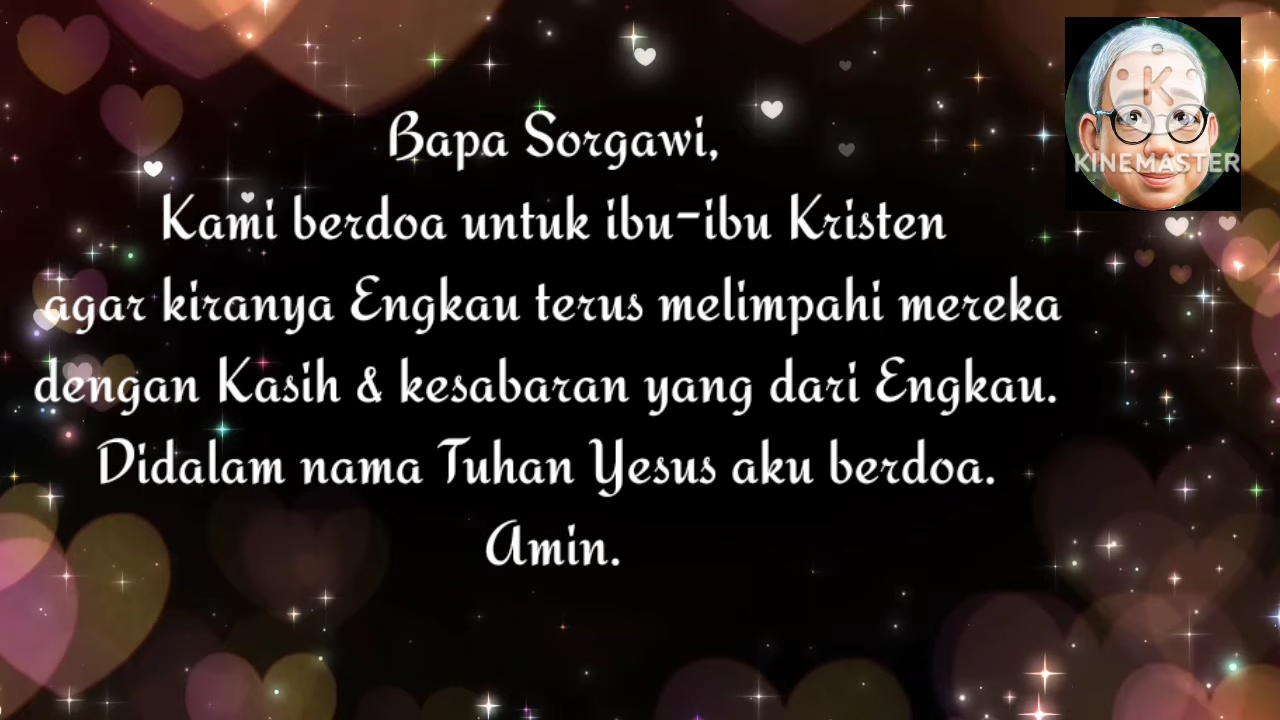 Bapa Sorgawi,
Kami berdoa untuk ibu-ibu Kristen
agar kiranya Engkau terus melimpahi mereka
dengan Kasih & kesabaran yang dari Engkau.
Didalam nama Tuhan Yesus aku berdoa.
Amin.
K
KINEMASTER